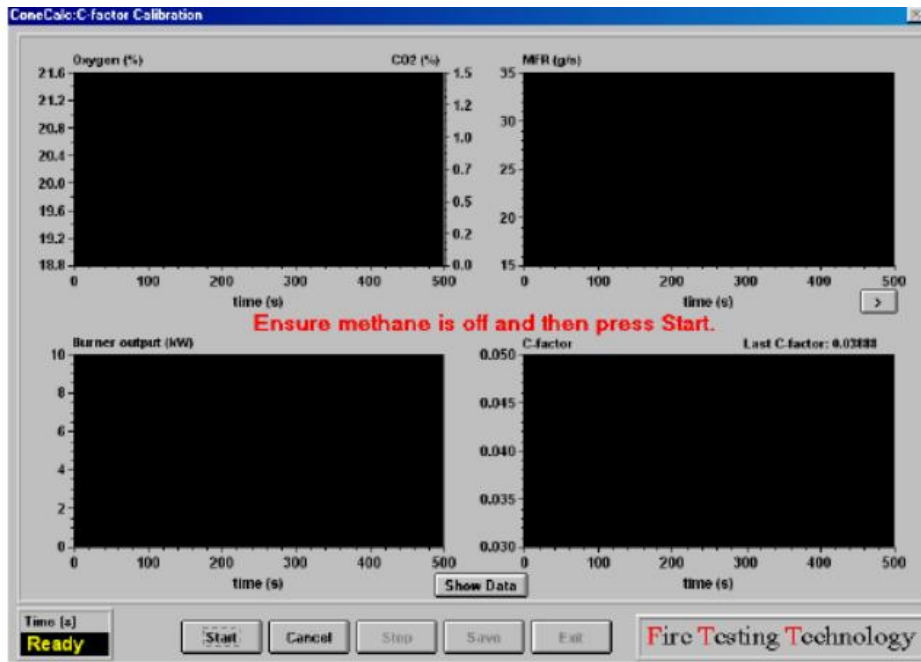 ConeCalc:C-factor Calibration
Oxygen (%) CO2 (%)
21.6
21.2
20.8
20.4
20.0
19.6
19.2
18.8
1.5
1.2
1.0
0.7
0.5
0.2
0.0
0 100 200 300 400 500
time (s)
MFR (g/s)
35
30
25
20
15
0 100 200 300 400 500
time (s)
>
Ensure methane is off and then press Start.
Burner output (kW)
10
8
6
4
2
0
0 100 200 300 400 500
time (s)
C-factor Last C-factor: 0.03888
0.050
0.045
0.040
0.035
0.030
0 100 200 300 400 500
time (s)
Show Data
Time (s)
Ready
Start Cancel Stop Save Exit
Fire Testing Technology